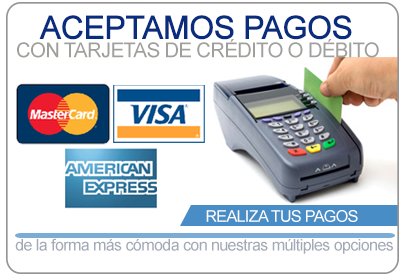 ACEPTAMOS PAGOS
CON TARJETAS DE CRÉDITO O DÉBITO
MasterCard
VISA
AMERICAN
EXPRESS
REALIZA TUS PAGOS
de la forma más cómoda con nuestras múltiples opciones